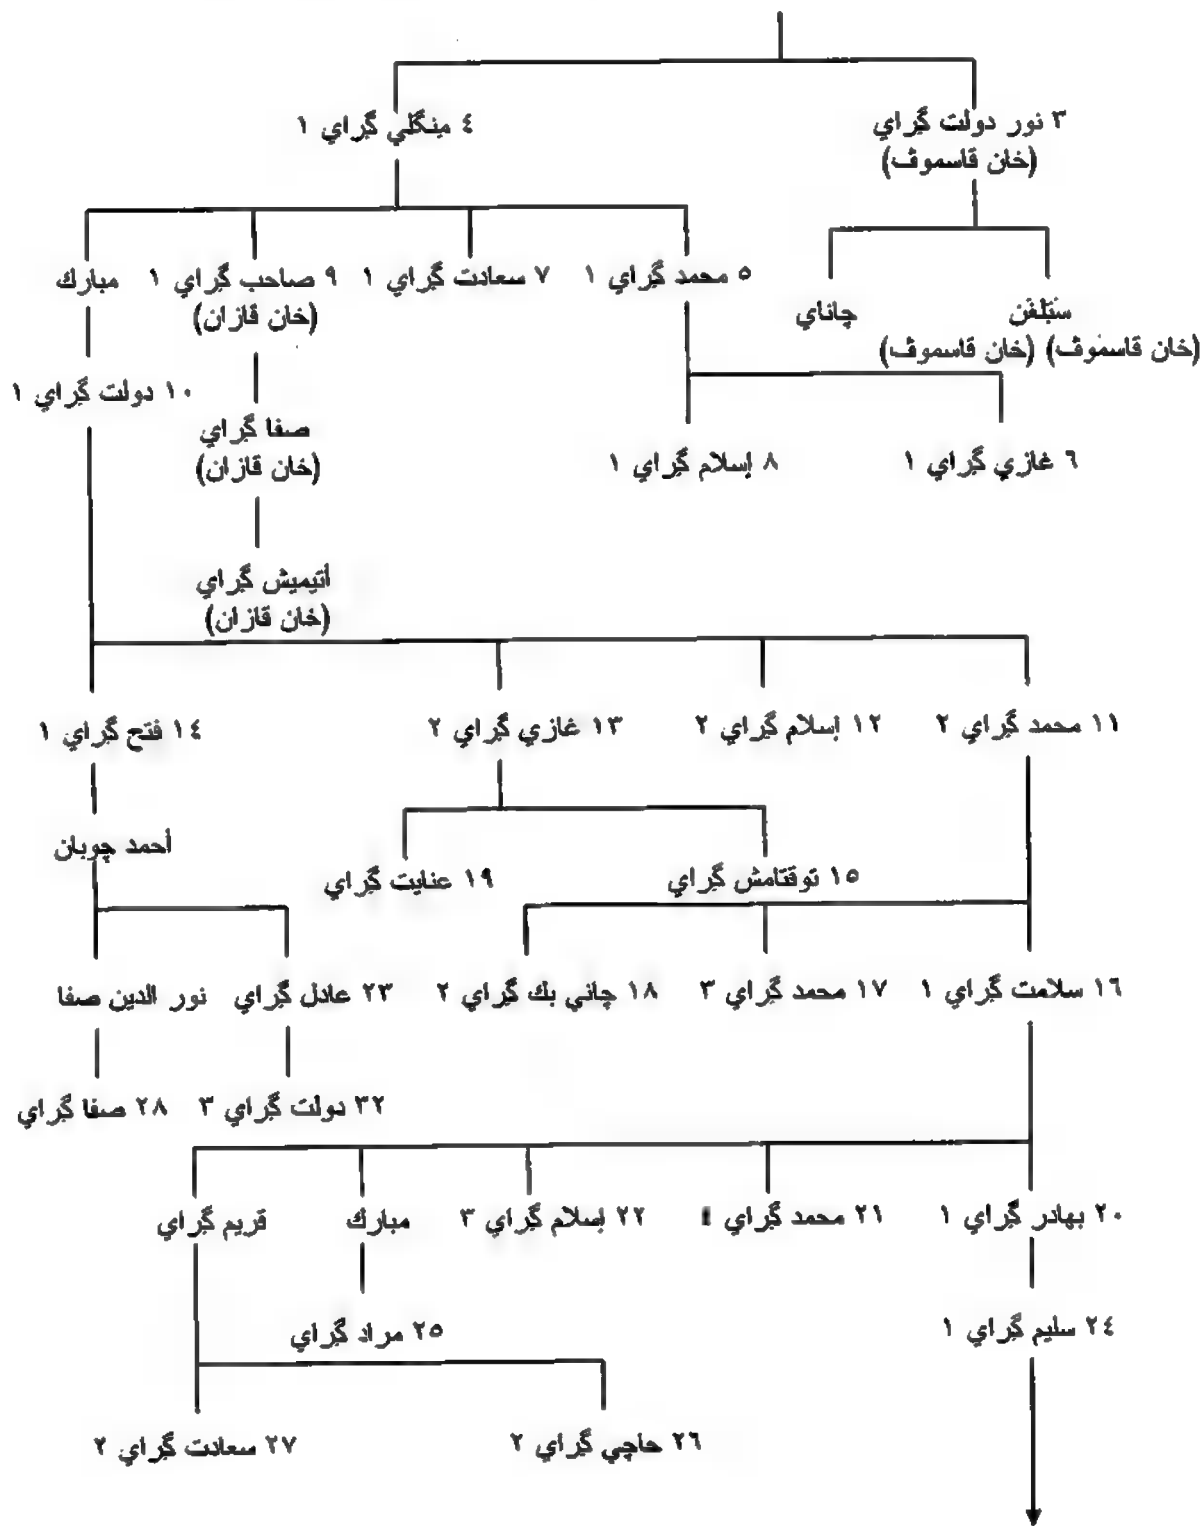 ٣ نور دولت گراي
(خان قاسموف)
٤ منگلي گراي ١
ستلغن
(خان قاسموف)
چاناي
(خان قاسموف)
٥ محمد گراي ١
٧ سعادت گراي ١
٩ صاحب گراي ١
(خان قازان)
مبارك
١٠ دولت گراي ١
صفا گراي
(خان قازان)
٦ غازي گراي ١
٨ إسلام گراي ١
أتيميش گراي
(خان قازان)
١١ محمد گراي ٢
١٢ إسلام گراي ٢
١٣ غازي گراي ٢
١٤ فتح گراي ١
أحمد چوبان
١٥ توقتامش گراي
١٩ عنايت گراي
١٦ سلامت گراي ١
١٧ محمد گراي ٣
١٨ چاني بك گراي ٢
٢٣ عادل گراي
نور الدين صفا
٣٢ دولت گراي ٣
٢٨ صفا گراي
٢٠ بهادر گراي ١
٢١ محمد گراي ٤
٢٢ إسلام گراي ٣
مبارك
قريم گراي
٢٤ سليم گراي ١
٢٥ مراد گراي
٢٦ حاچي گراي ٢
٢٧ سعادت گراي ٢